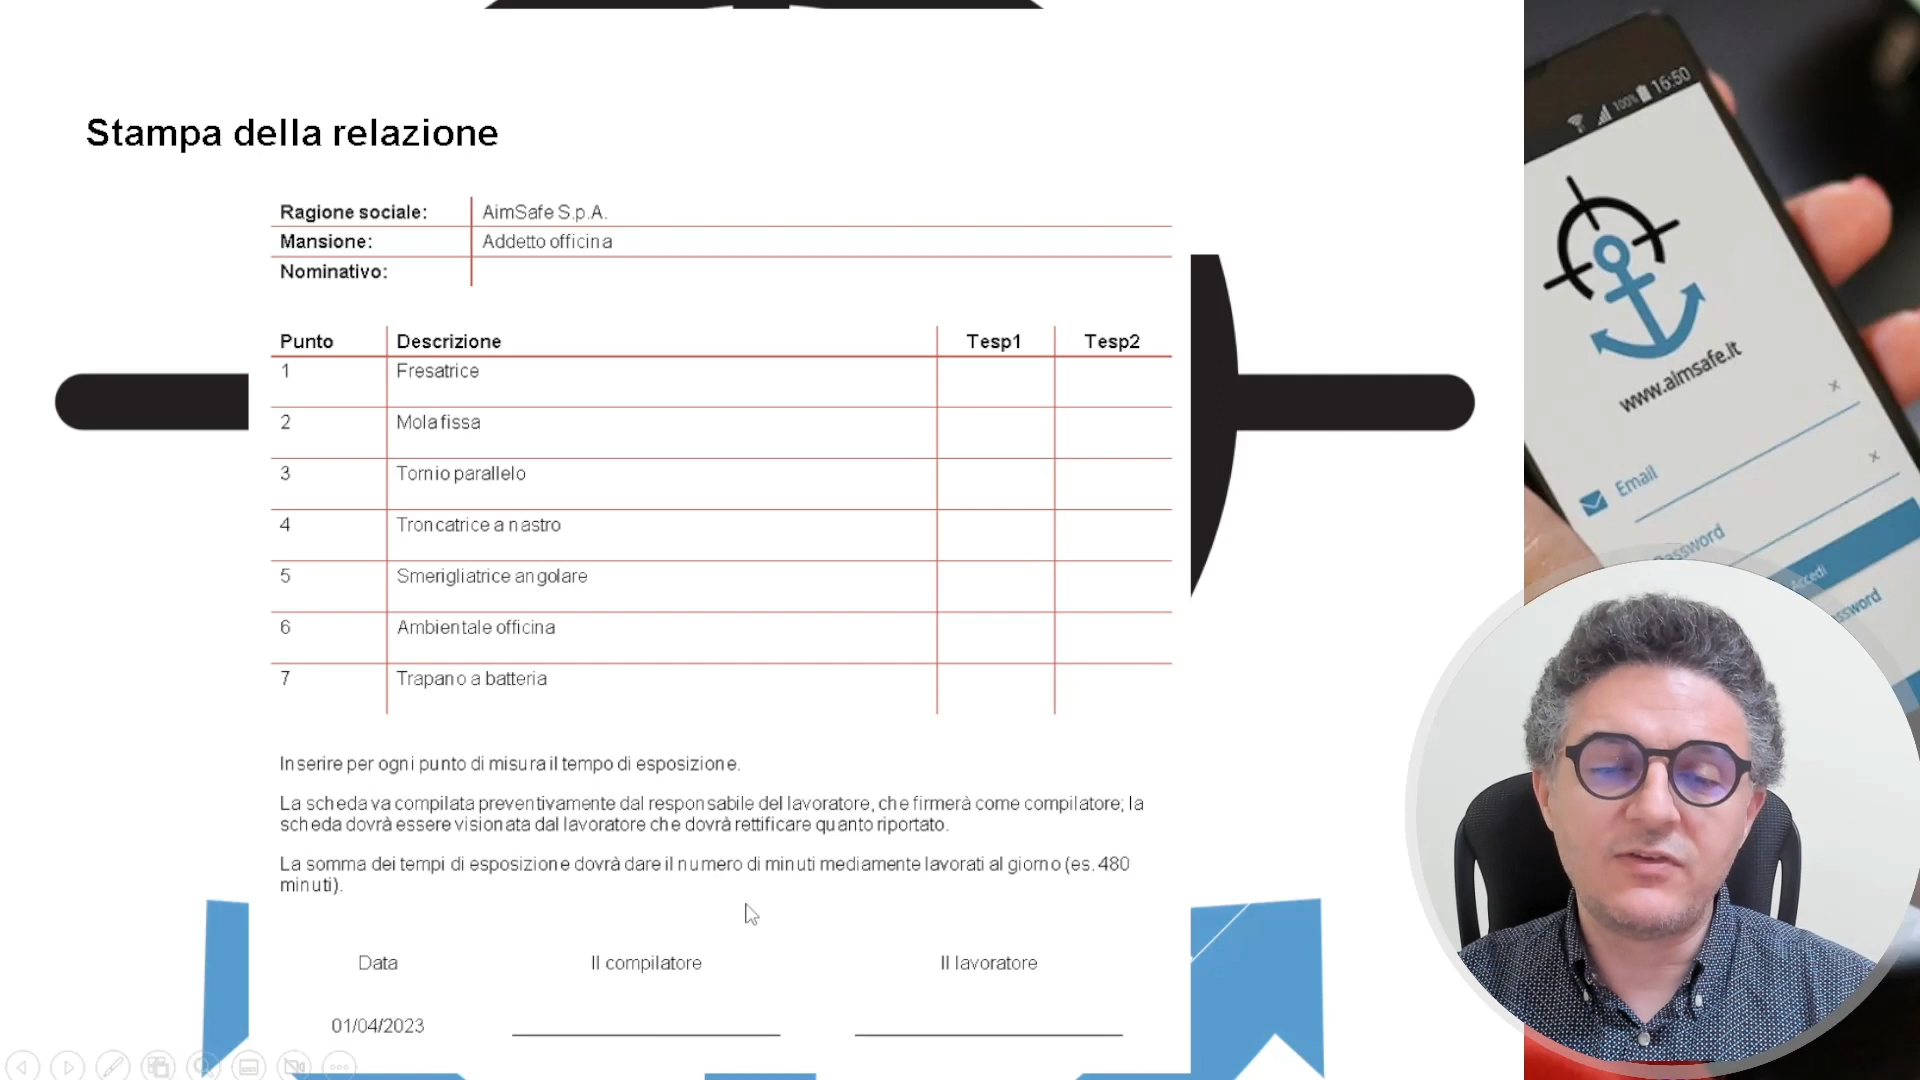 Stampa della relazione
Ragione sociale: AimSafe S.p.A.
Mansione: Addetto officina
Nominativo:
Punto Descrizione Tesp1 Tesp2
1 Fresatrice
2 Mola fissa
3 Tornio parallelo
4 Troncatrice a nastro
5 Smerigliatrice angolare
6 Ambientale officina
7 Trapano a batteria
Inserire per ogni punto di misura il tempo di esposizione.
La scheda va compilata preventivamente dal responsabile del lavoratore, che firmerà come compilatore; la
scheda dovrà essere visionata dal lavoratore che dovrà rettificare quanto riportato.
La somma dei tempi di esposizione dovrà dare il numero di minuti mediamente lavorati al giorno (es. 480
minuti).
Data Il compilatore Il lavoratore
01/04/2023
100% 16:50
www.aimsafe.it
Email
Password
Accedi